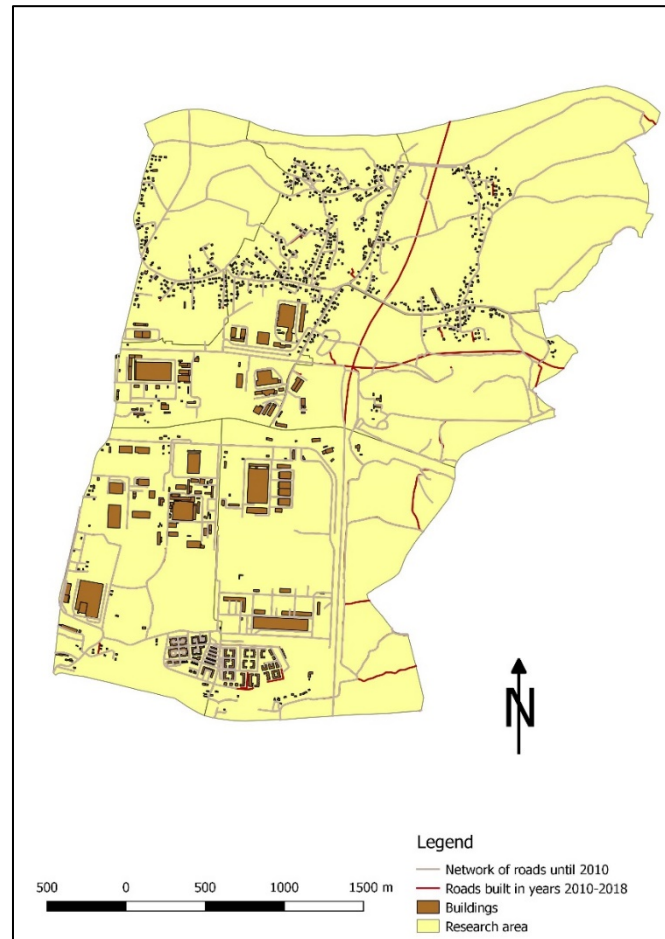 N
Legend
Network of roads until 2010
Roads built in years 2010-2018
Buildings
Research area
500 0 500 1000 1500 m